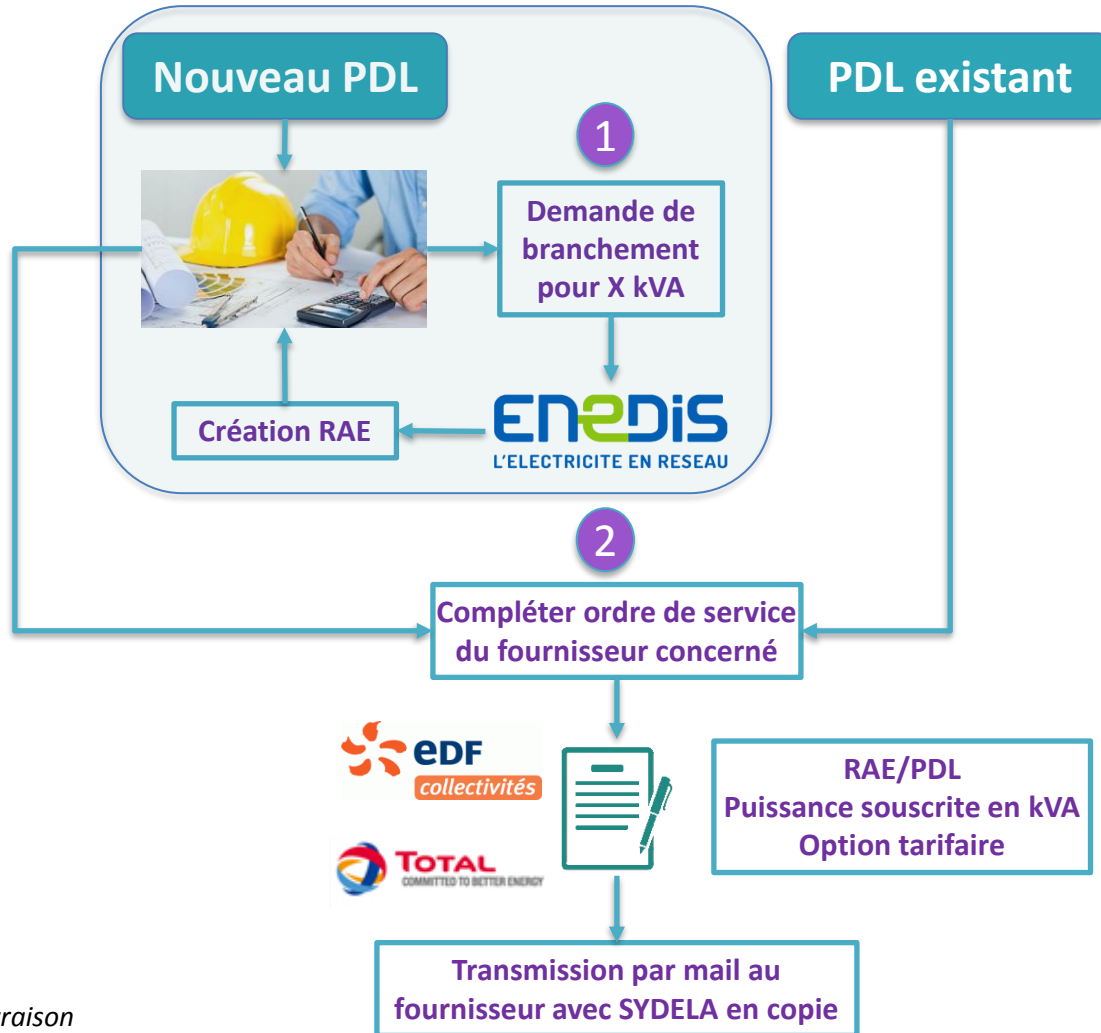 Nouveau PDL
PDL existant
1
Demande de
branchement
pour X kVA
ENEDIS
L'ELECTRICITE EN RESEAU
Création RAE
2
Compléter ordre de service
du fournisseur concerné
eDF
collectivités
TOTAL
COMMITTED TO BETTER ENERGY
RAE/PDL
Puissance souscrite en kVA
Option tarifaire
Transmission par mail au
fournisseur avec SYDELA en copie
raison